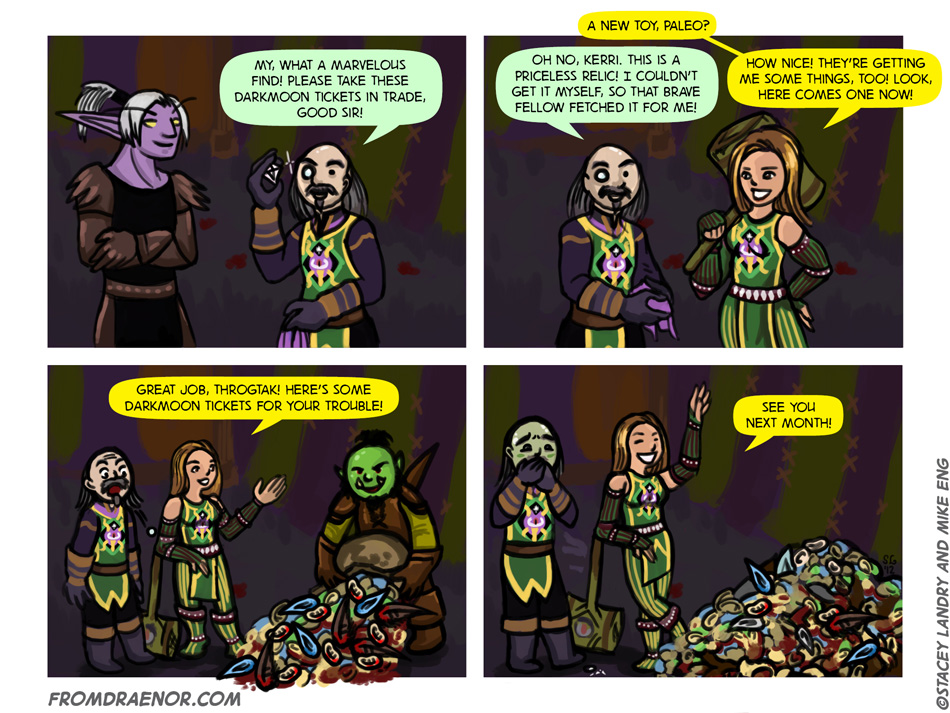 MY, WHAT A MARVELOUS
FIND! PLEASE TAKE THESE
DARKMOON TICKETS IN TRADE,
GOOD SIR!
A NEW TOY, PALEO?
OH NO, KERRI. THIS IS A
PRICELESS RELIC! I COULDN'T
GET IT MYSELF, SO THAT BRAVE
FELLOW FETCHED IT FOR ME!
HOW NICE! THEY'RE GETTING
ME SOME THINGS, TOO! LOOK,
HERE COMES ONE NOW!
GREAT JOB, THROGTAK! HERE'S SOME
DARKMOON TICKETS FOR YOUR TROUBLE!
SEE YOU
NEXT MONTH!
SG
'12
FROMDRAENOR.COM
©STACEY LANDRY AND MIKE ENG